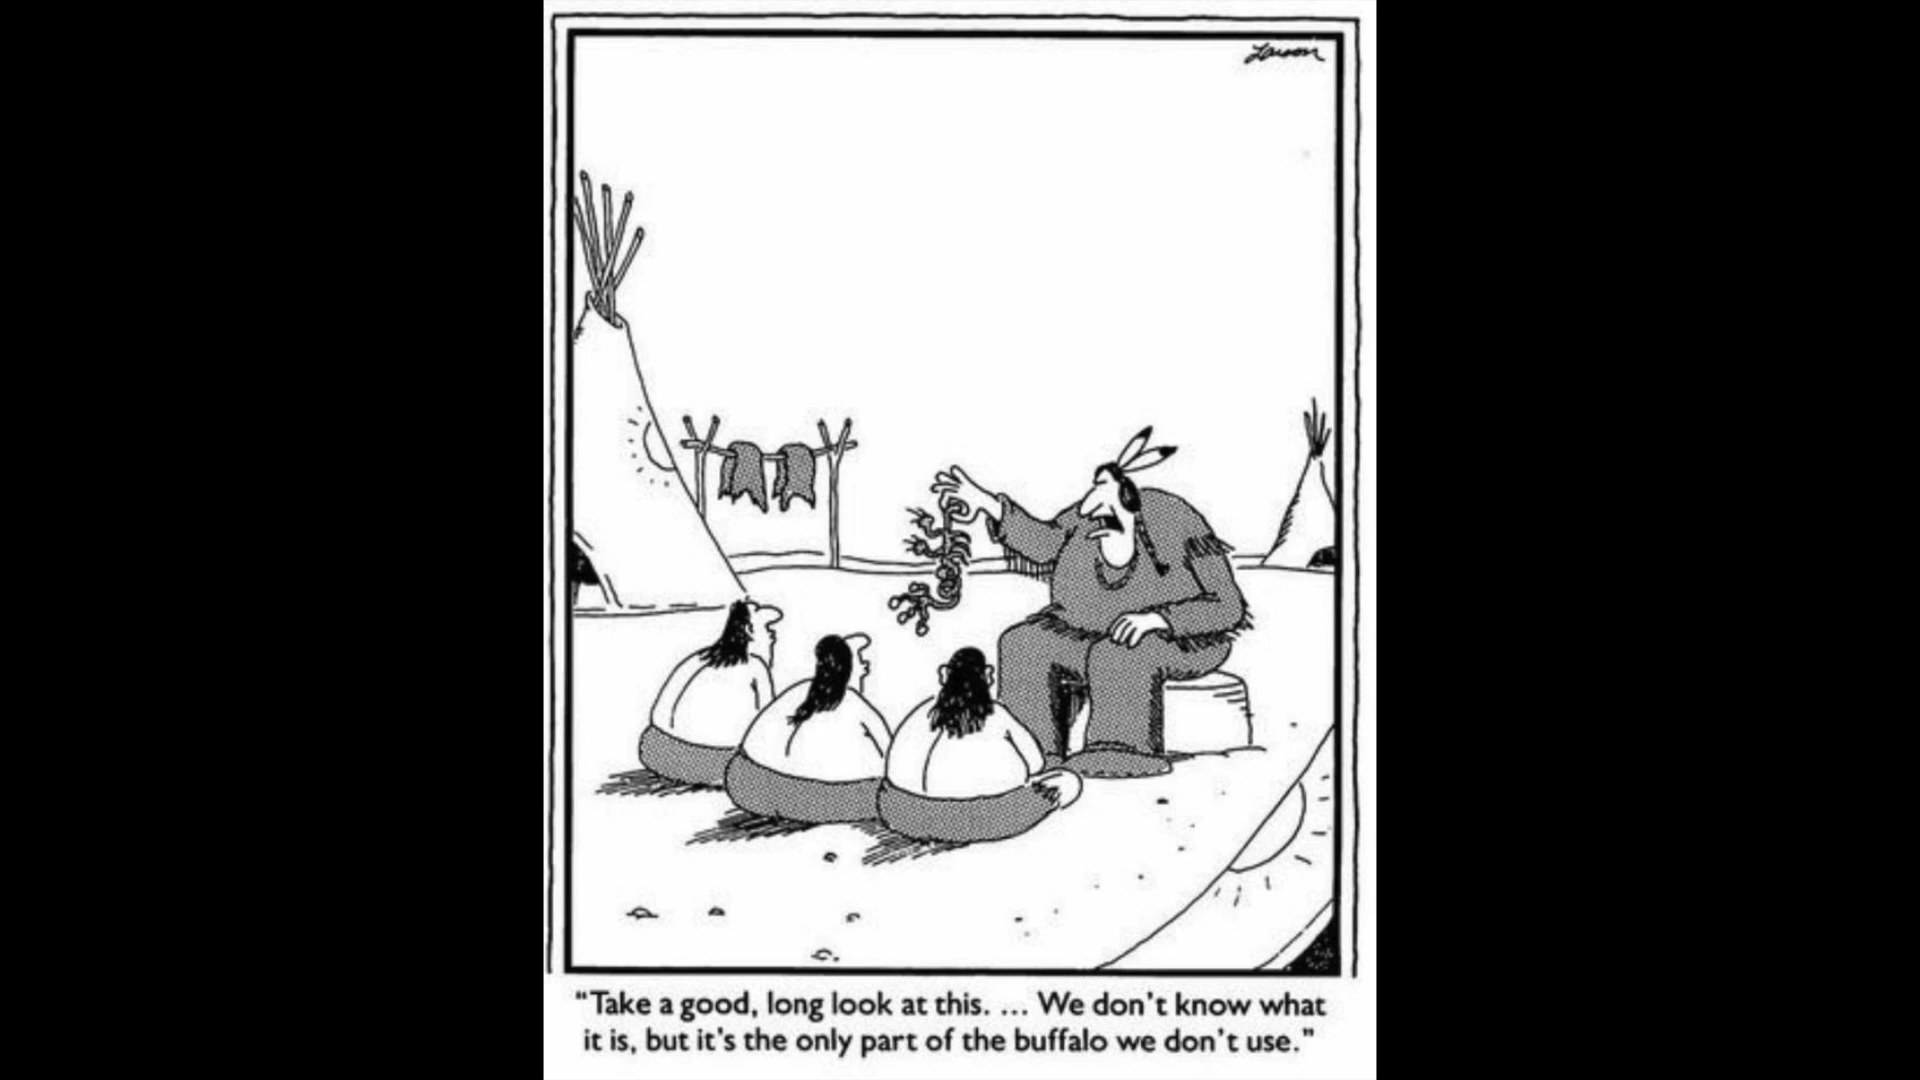 Larson
“Take a good, long look at this. ... We don't know what
it is, but it's the only part of the buffalo we don't use.”